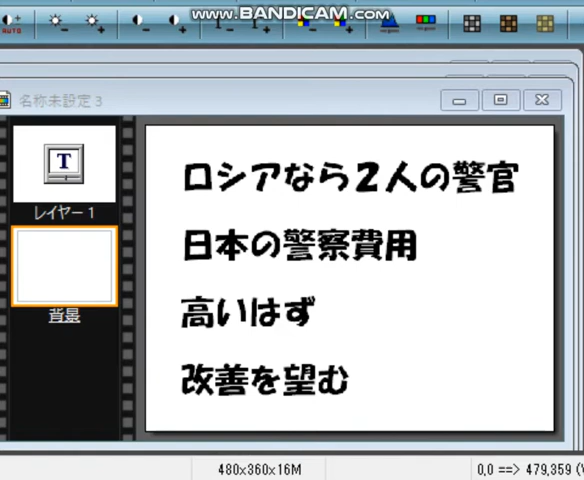 www.BANDICAM.com
AUTO
名称未設定 3
T
レイヤー 1
背景
ロシアなら2人の警官
日本の警察費用
高いはず
改善を望む
480x360x16M
0,0 ==> 479,359